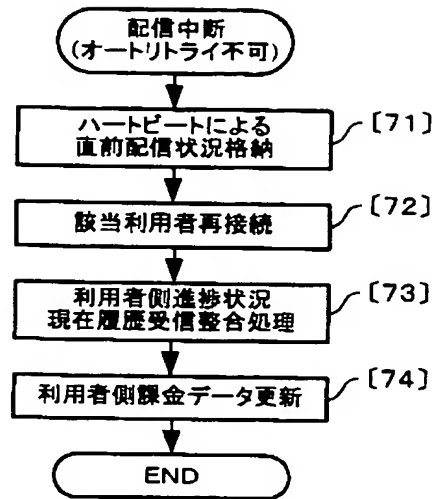 配信中断
(オートリトライ不可)
ハートビートによる
直前配信状況格納
[71]
該当利用者再接続
[72]
利用者側進捗状況
現在履歴受信整合処理
[73]
利用者側課金データ更新
[74]
END